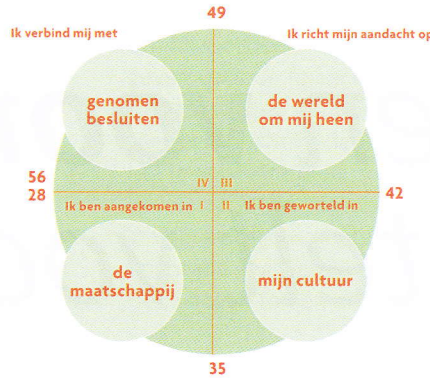 49
Ik verbind mij met
Ik richt mijn aandacht op
genomen
besluiten
de wereld
om mij heen
56
28
IV
III
42
Ik ben aangekomen in
I
II
Ik ben geworteld in
de
maatschappij
mijn cultuur
35